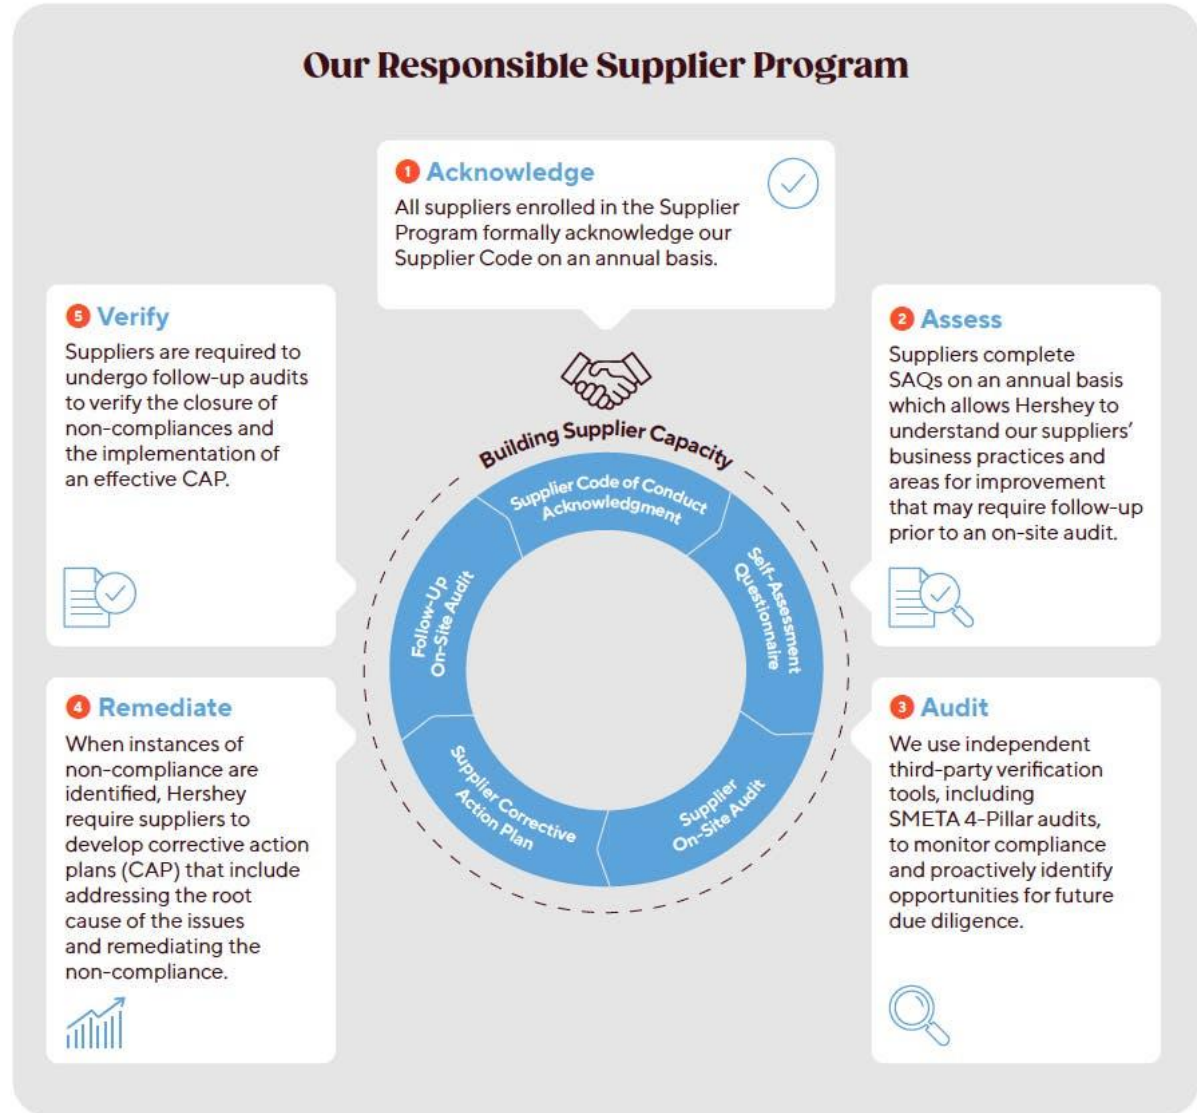 Our Responsible Supplier Program
1 Acknowledge
All suppliers enrolled in the Supplier
Program formally acknowledge our
Supplier Code on an annual basis.
2 Assess
Suppliers complete
SAQs on an annual basis
which allows Hershey to
understand our suppliers’
business practices and
areas for improvement
that may require follow-up
prior to an on-site audit.
3 Audit
We use independent
third-party verification
tools, including
SMETA 4-Pillar audits,
to monitor compliance
and proactively identify
opportunities for future
due diligence.
4 Remediate
When instances of
non-compliance are
identified, Hershey
require suppliers to
develop corrective action
plans (CAP) that include
addressing the root
cause of the issues
and remediating the
non-compliance.
5 Verify
Suppliers are required to
undergo follow-up audits
to verify the closure of
non-compliances and
the implementation of
an effective CAP.
Building Supplier Capacity
Supplier Code of Conduct
Acknowledgment
Self-Assessment
Questionnaire
Supplier
On-Site Audit
Supplier Corrective
Action Plan
Follow-Up
On-Site Audit